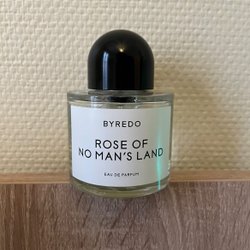 BYREDO
ROSE OF
NO MAN'S LAND
EAU DE PARFUM